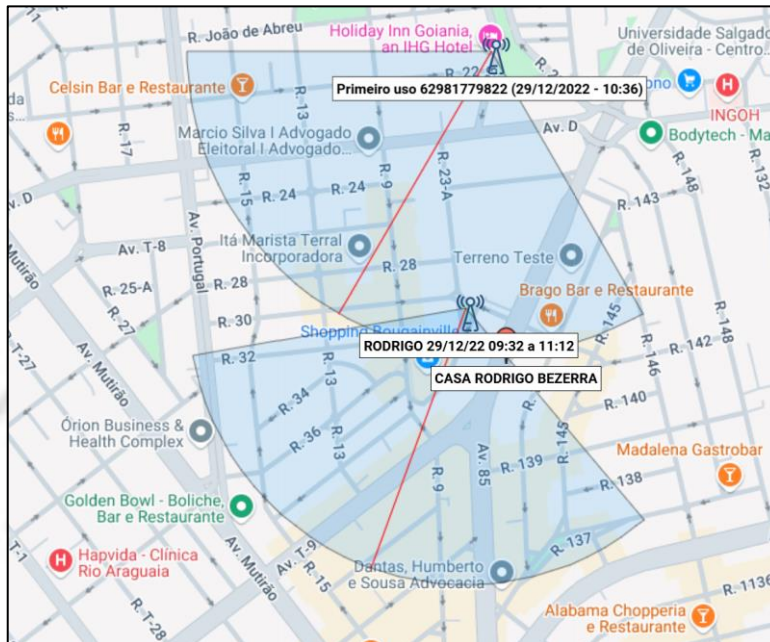 R. João de Abreu
Holiday Inn Goiania,
an IHG Hotel
Universidade Salgado
de Oliveira - Centro...
Celsin Bar e Restaurante
R. 22
Primeiro uso 62981779822 (29/12/2022 - 10:36)
ono
INGOH
R. 13
R. 17
Marcio Silva I Advogado
Eleitoral I Advogado...
Av. D
Bodytech - Ma
R. 148
R. 132
Av. D
R. 15
R. 24
R. 24
R. 9
R. 23-A
R. 143
Av. Mutirão
Av. T-8
Av. Portugal
Itá Marista Terral
Incorporadora
Terreno Teste
R. 25-A
R. 28
R. 28
Brago Bar e Restaurante
R. 27
R. 30
Shopping Bougainville
R. 145
R. 148
T-27
R. 32
RODRIGO 29/12/22 09:32 a 11:12
R. 146
R. 142
R. 13
CASA RODRIGO BEZERRA
R. 34
R. 140
Órion Business &
Health Complex
R. 36
R. 13
R. 145
Av. 85
R. 139
Madalena Gastrobar
R. 138
Golden Bowl - Boliche,
Bar e Restaurante
R. 9
Av. Mutirão
Av. T-9
R. 137
Hapvida - Clínica
Rio Araguaia
R. 15
Dantas, Humberto
e Sousa Advocacia
T-1
R. T-28
R. 1136
Alabama Chopperia
e Restaurante